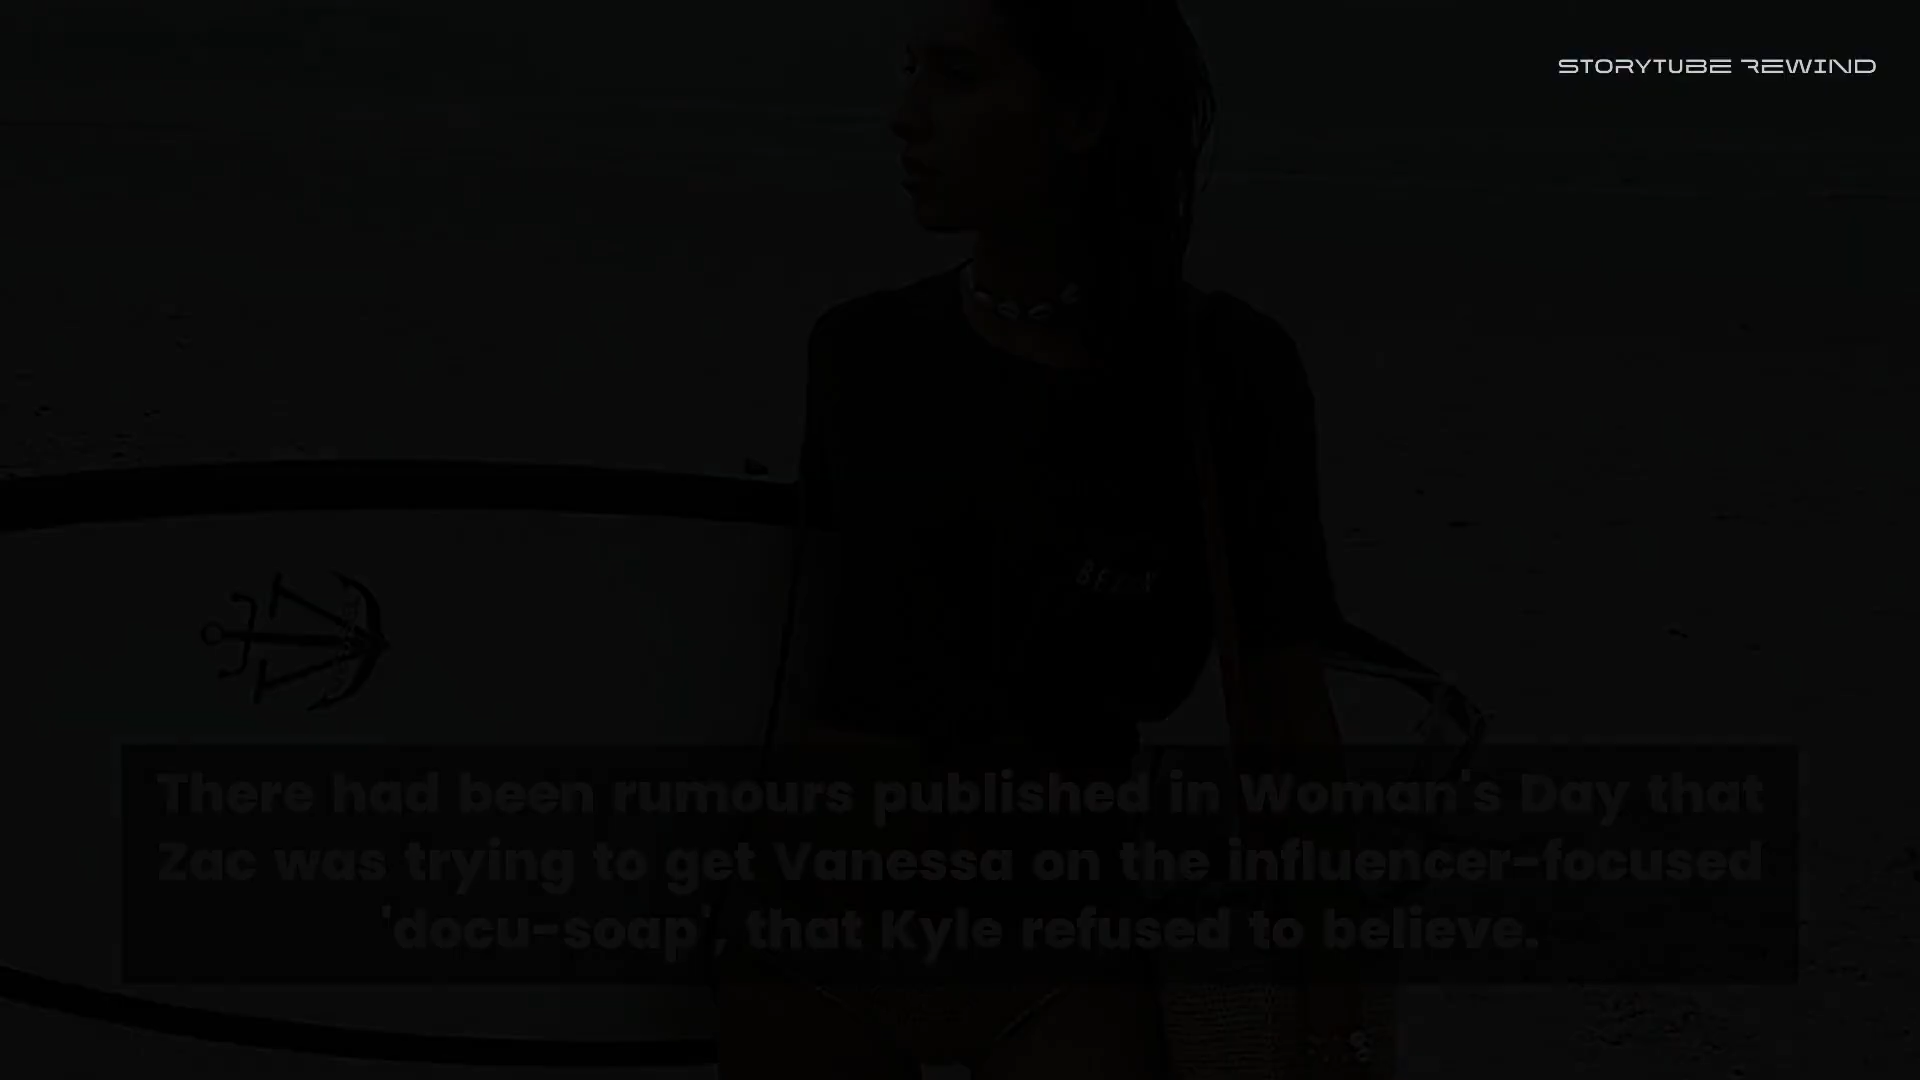 STORYTUBE REWIND
There had been rumours published in Woman's Day that
Zac was trying to get Vanessa on the influencer-focused
'docu-soap', that Kyle refused to believe.